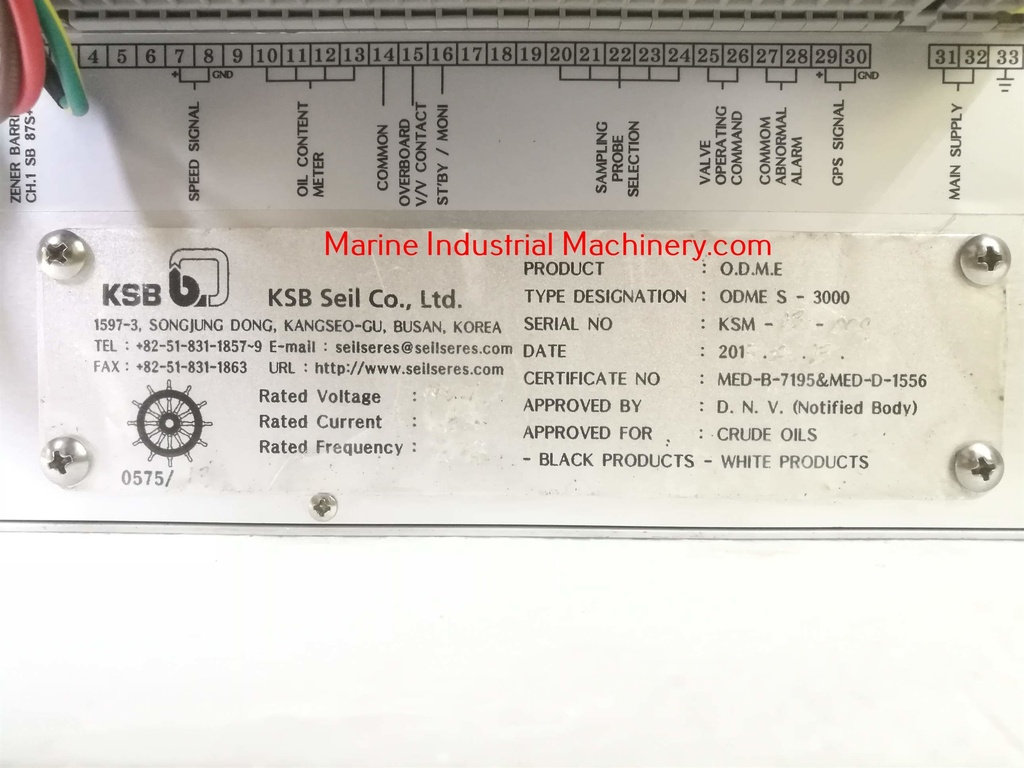 4 5 6 7 8 9 10 11 12 13 14 15 16 17 18 19 20 21 22 23 24 25 26 27 28 29 30 31 32 33
+ GND + GND
ZENER
CH.1 SB 87S+
SPEED SIGNAL
OIL CONTENT
METER
COMMON
OVERBOARD
V/V CONTACT
ST'BY / MONI
SAMPLING
PROBE
SELECTION
VALVE
OPERATING
COMMAND
COMMOM
ABNORMAL
ALARM
GPS SIGNAL
MAIN SUPPLY
Marine Industrial Machinery.com
KSB b
KSB Seil Co., Ltd.
1597-3, SONGJUNG DONG, KANGSEO-GU, BUSAN, KOREA
TEL : +82-51-831-1857~9 E-mail : seilseres@seilseres.com
FAX : +82-51-831-1863 URL : http://www.seilseres.com
Rated Voltage :
Rated Current :
Rated Frequency :
0575/
PRODUCT : O.D.M.E
TYPE DESIGNATION : ODME S - 3000
SERIAL NO : KSM - -
DATE : 201 . .
CERTIFICATE NO : MED-B-7195&MED-D-1556
APPROVED BY : D. N. V. (Notified Body)
APPROVED FOR : CRUDE OILS
- BLACK PRODUCTS - WHITE PRODUCTS